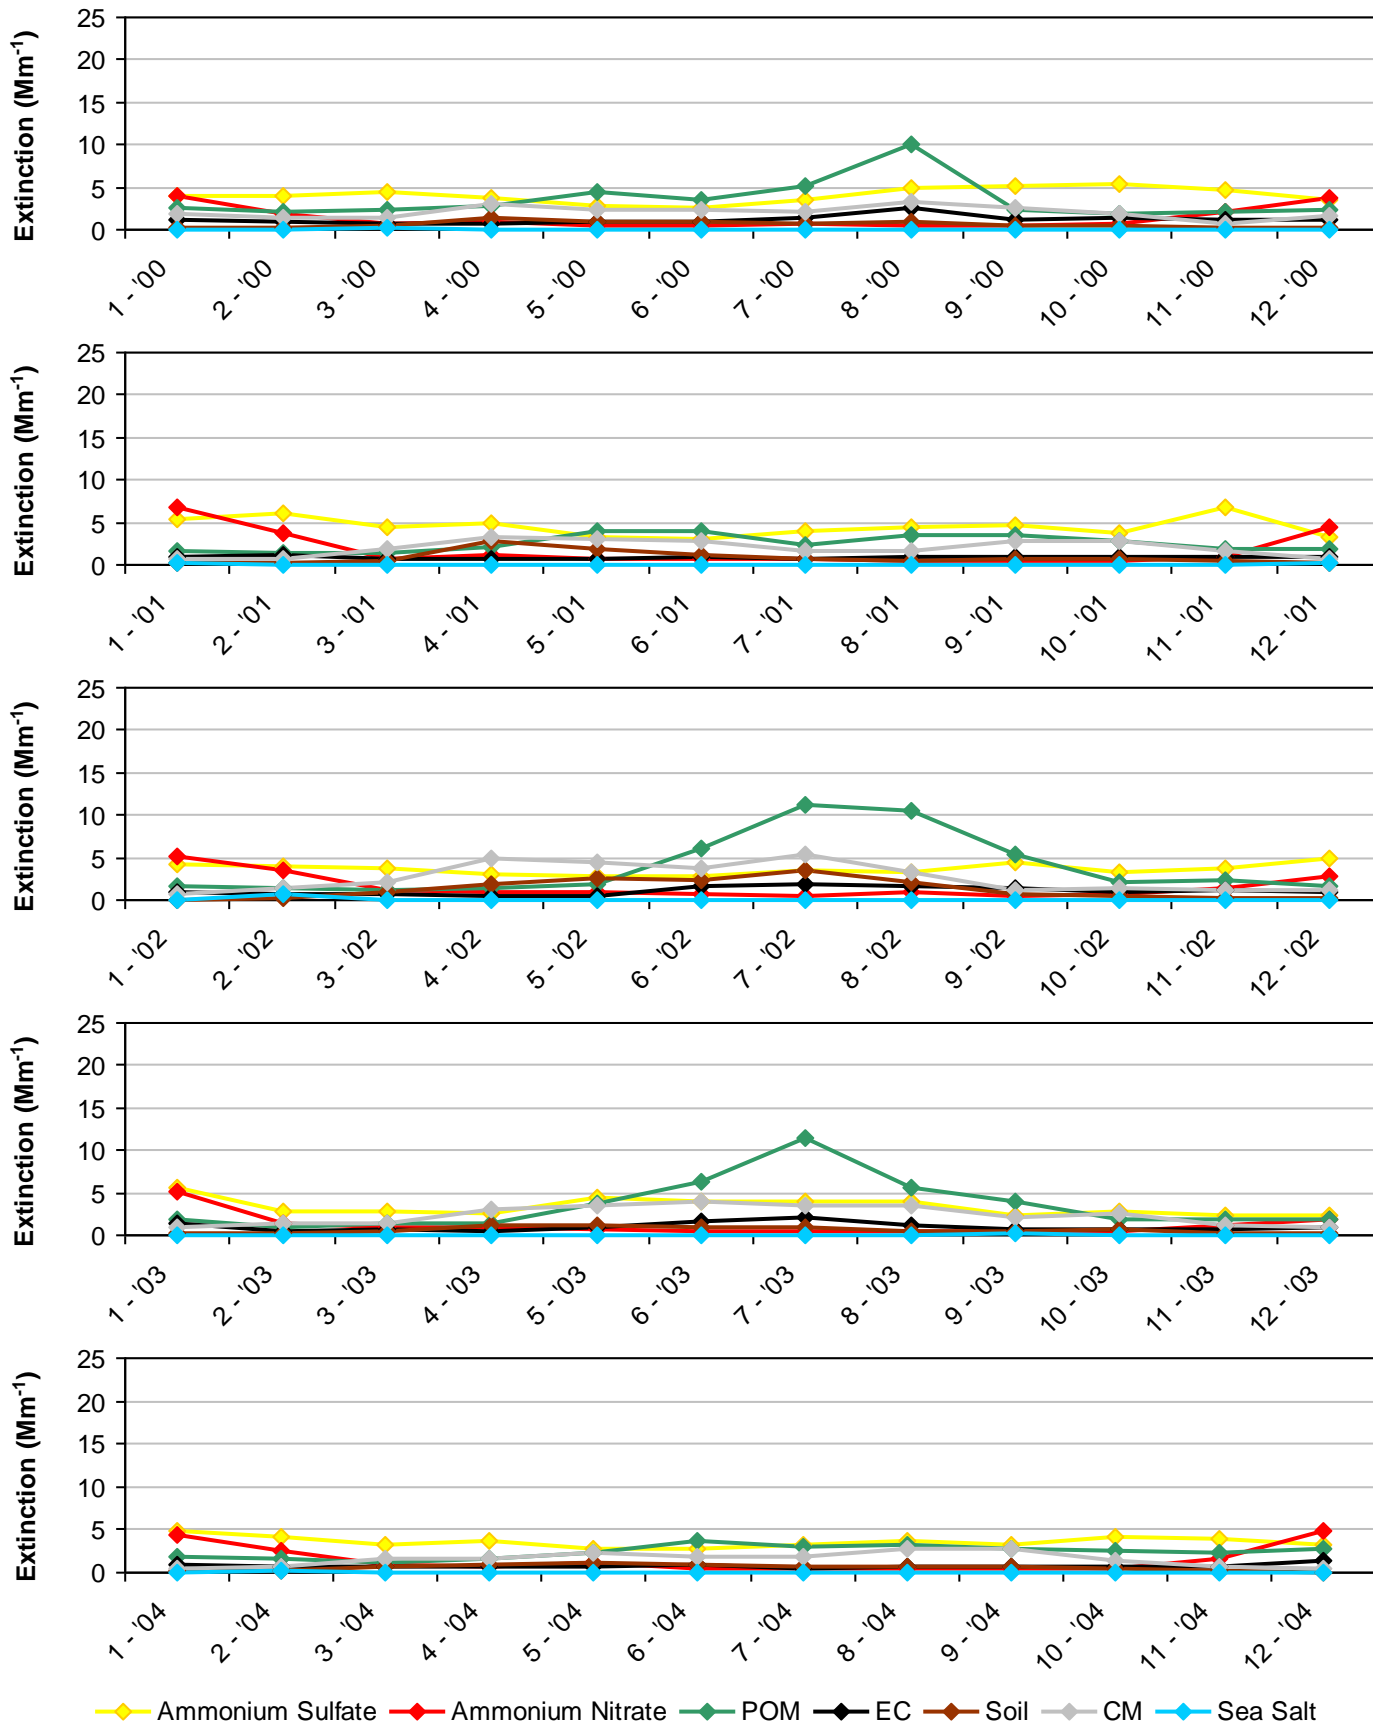 Extinction (Mm-1)
25
20
15
10
5
0
1 - '00 2 - '00 3 - '00 4 - '00 5 - '00 6 - '00 7 - '00 8 - '00 9 - '00 10 - '00 11 - '00 12 - '00
Extinction (Mm-1)
25
20
15
10
5
0
1 - '01 2 - '01 3 - '01 4 - '01 5 - '01 6 - '01 7 - '01 8 - '01 9 - '01 10 - '01 11 - '01 12 - '01
Extinction (Mm-1)
25
20
15
10
5
0
1 - '02 2 - '02 3 - '02 4 - '02 5 - '02 6 - '02 7 - '02 8 - '02 9 - '02 10 - '02 11 - '02 12 - '02
Extinction (Mm-1)
25
20
15
10
5
0
1 - '03 2 - '03 3 - '03 4 - '03 5 - '03 6 - '03 7 - '03 8 - '03 9 - '03 10 - '03 11 - '03 12 - '03
Extinction (Mm-1)
25
20
15
10
5
0
1 - '04 2 - '04 3 - '04 4 - '04 5 - '04 6 - '04 7 - '04 8 - '04 9 - '04 10 - '04 11 - '04 12 - '04
Ammonium Sulfate Ammonium Nitrate POM EC Soil CM Sea Salt